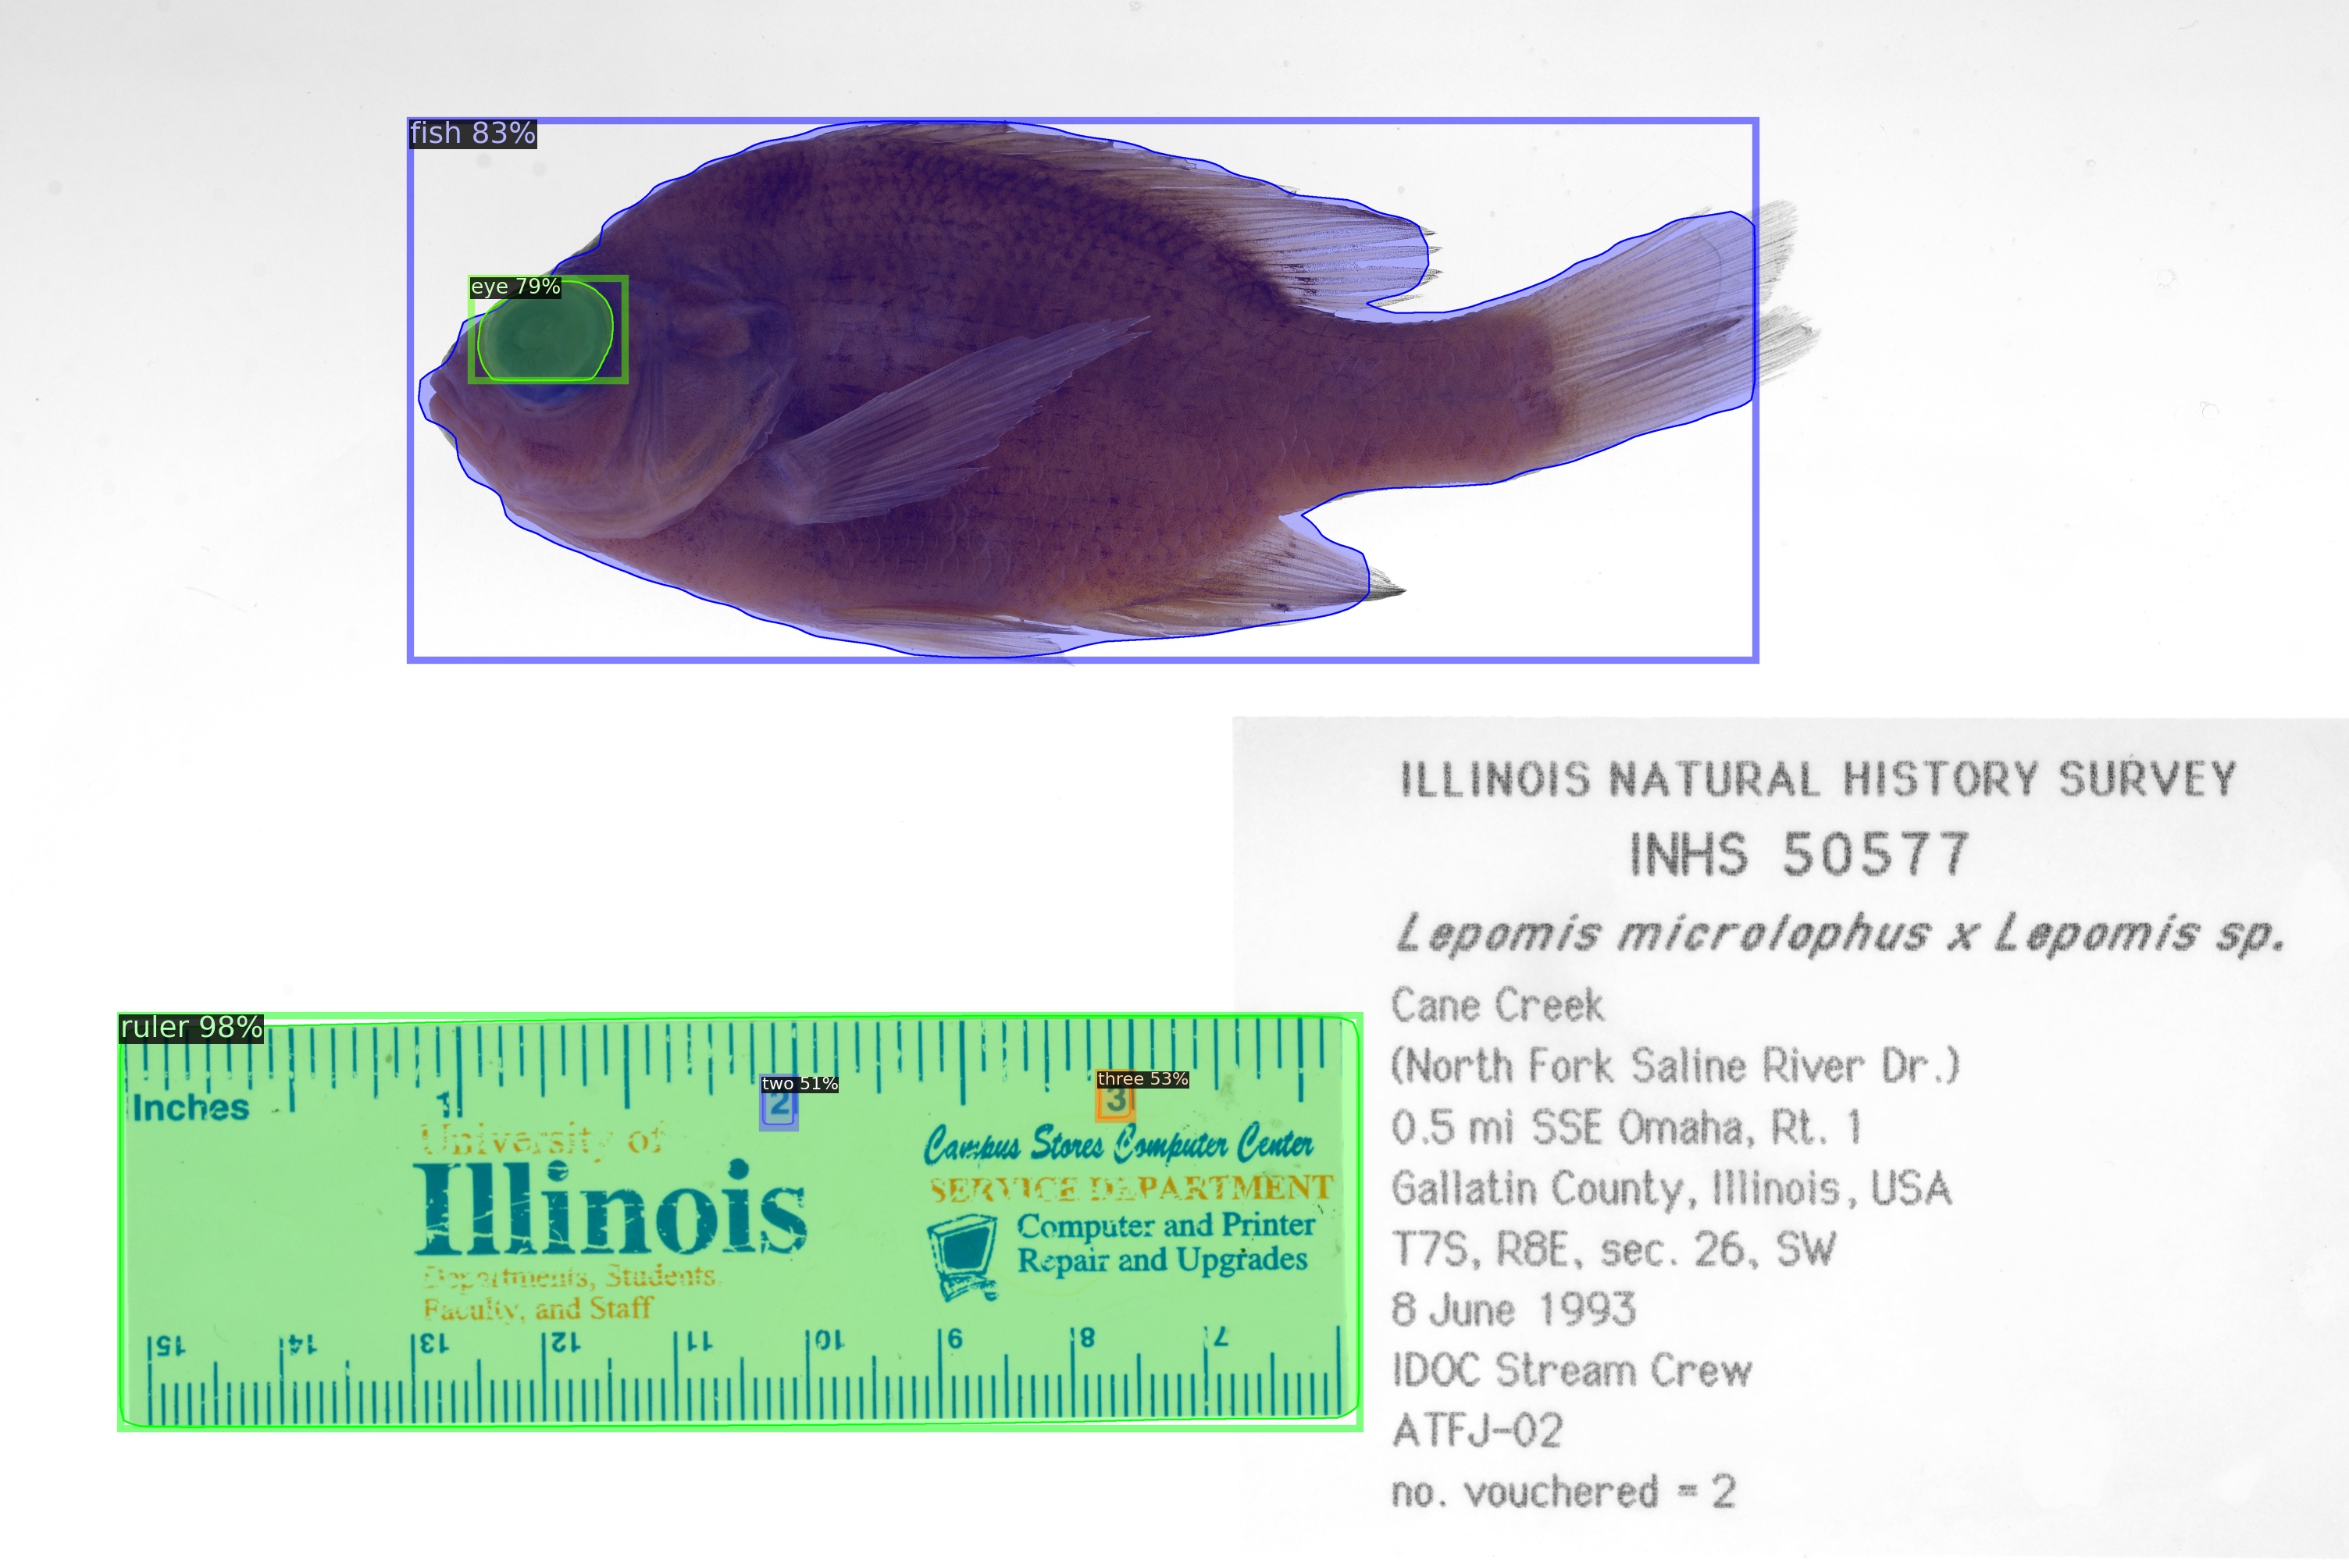 fish 83%
eye 79%
ILLINOIS NATURAL HISTORY SURVEY
INHS 50577
Lepomis microlophus x Lepomis sp.
Cane Creek
(North Fork Saline River Dr.)
0.5 mi SSE Omaha, Rt. 1
Gallatin County, Illinois, USA
T7S, R8E, sec. 26, SW
8 June 1993
IDOC Stream Crew
ATFJ-02
no. vouchered = 2
ruler 98%
two 51%
three 53%
Inches 1 2 3
University of
Illinois
Departments, Students,
Faculty, and Staff
Campus Stores Computer Center
SERVICE DEPARTMENT
Computer and Printer
Repair and Upgrades
15 14 13 12 11 10 9 8 7